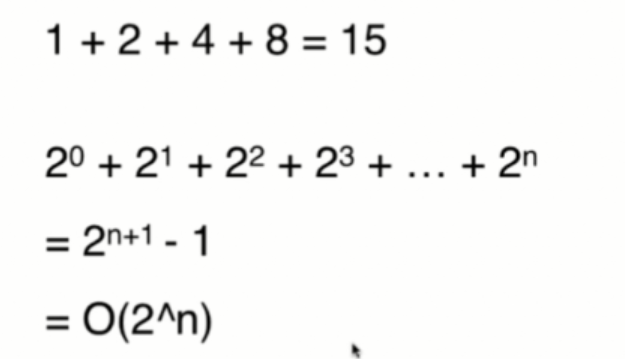 1 + 2 + 4 + 8 = 15
2⁰ + 2¹ + 2² + 2³ + ... + 2ⁿ
= 2ⁿ⁺¹ - 1
= O(2^n)